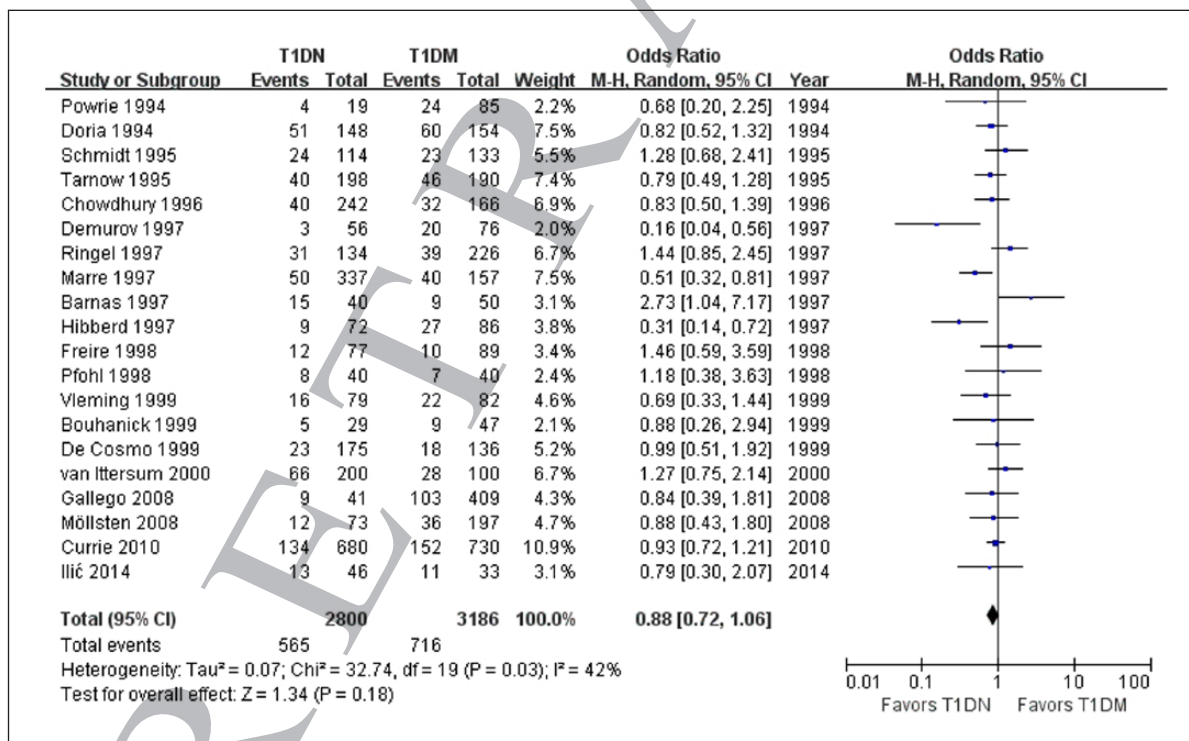 T1DN T1DM Odds Ratio Odds Ratio
Study or Subgroup Events Total Events Total Weight M-H, Random, 95% CI Year M-H, Random, 95% CI
Powrie 1994 4 19 24 85 2.2% 0.68 [0.20, 2.25] 1994
Doria 1994 51 148 60 154 7.5% 0.82 [0.52, 1.32] 1994
Schmidt 1995 24 114 23 133 5.5% 1.28 [0.68, 2.41] 1995
Tarnow 1995 40 198 46 190 7.4% 0.79 [0.49, 1.28] 1995
Chowdhury 1996 40 242 32 166 6.9% 0.83 [0.50, 1.39] 1996
Demurov 1997 3 56 20 76 2.0% 0.16 [0.04, 0.56] 1997
Ringel 1997 31 134 39 226 6.7% 1.44 [0.85, 2.45] 1997
Marre 1997 50 337 40 157 7.5% 0.51 [0.32, 0.81] 1997
Barnas 1997 15 40 9 50 3.1% 2.73 [1.04, 7.17] 1997
Hibberd 1997 9 72 27 86 3.8% 0.31 [0.14, 0.72] 1997
Freire 1998 12 77 10 89 3.4% 1.46 [0.59, 3.59] 1998
Pfohl 1998 8 40 7 40 2.4% 1.18 [0.38, 3.63] 1998
Vleming 1999 16 79 22 82 4.6% 0.69 [0.33, 1.44] 1999
Bouhanick 1999 5 29 9 47 2.1% 0.88 [0.26, 2.94] 1999
De Cosmo 1999 23 175 18 136 5.2% 0.99 [0.51, 1.92] 1999
van Ittersum 2000 66 200 28 100 6.7% 1.27 [0.75, 2.14] 2000
Gallego 2008 9 41 103 409 4.3% 0.84 [0.39, 1.81] 2008
Möllsten 2008 12 73 36 197 4.7% 0.88 [0.43, 1.80] 2008
Currie 2010 134 680 152 730 10.9% 0.93 [0.72, 1.21] 2010
Ilić 2014 13 46 11 33 3.1% 0.79 [0.30, 2.07] 2014
Total (95% CI) 2800 3186 100.0% 0.88 [0.72, 1.06]
Total events 565 716
Heterogeneity: Tau² = 0.07; Chi² = 32.74, df = 19 (P = 0.03); I² = 42%
Test for overall effect: Z = 1.34 (P = 0.18)
0.01 0.1 1 10 100
Favors T1DN Favors T1DM
R E T R A